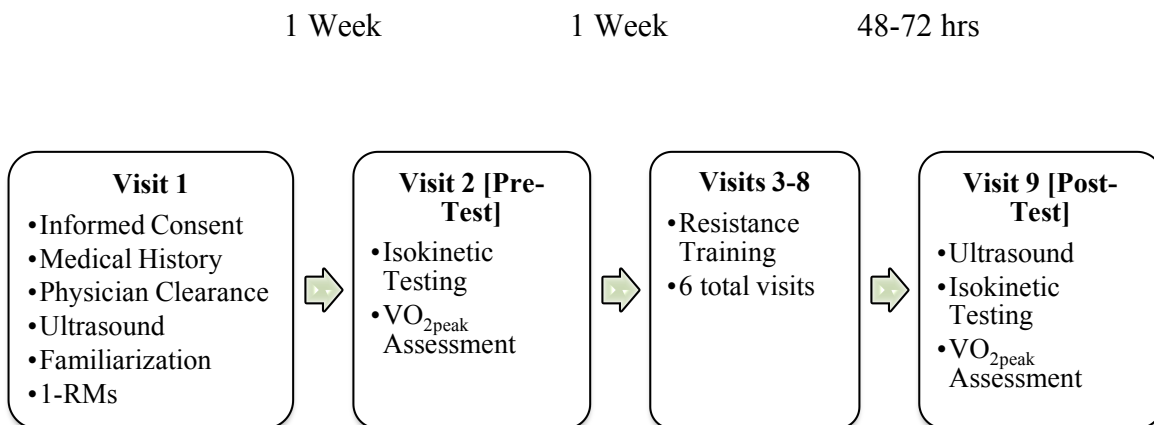 1 Week 1 Week 48-72 hrs
Visit 1
•Informed Consent
•Medical History
•Physician Clearance
•Ultrasound
•Familiarization
•1-RMs
Visit 2 [Pre-
Test]
•Isokinetic
Testing
•VO2peak
Assessment
Visits 3-8
•Resistance
Training
•6 total visits
Visit 9 [Post-
Test]
•Ultrasound
•Isokinetic
Testing
•VO2peak
Assessment